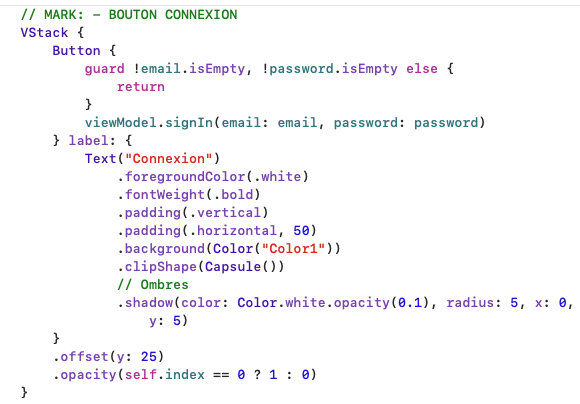 // MARK: - BOUTON CONNEXION
VStack {
    Button {
        guard !email.isEmpty, !password.isEmpty else {
            return
        }
        viewModel.signIn(email: email, password: password)
    } label: {
        Text("Connexion")
            .foregroundColor(.white)
            .fontWeight(.bold)
            .padding(.vertical)
            .padding(.horizontal, 50)
            .background(Color("Color1"))
            .clipShape(Capsule())
            // Ombres
            .shadow(color: Color.white.opacity(0.1), radius: 5, x: 0,
                y: 5)
    }
    .offset(y: 25)
    .opacity(self.index == 0 ? 1 : 0)
}